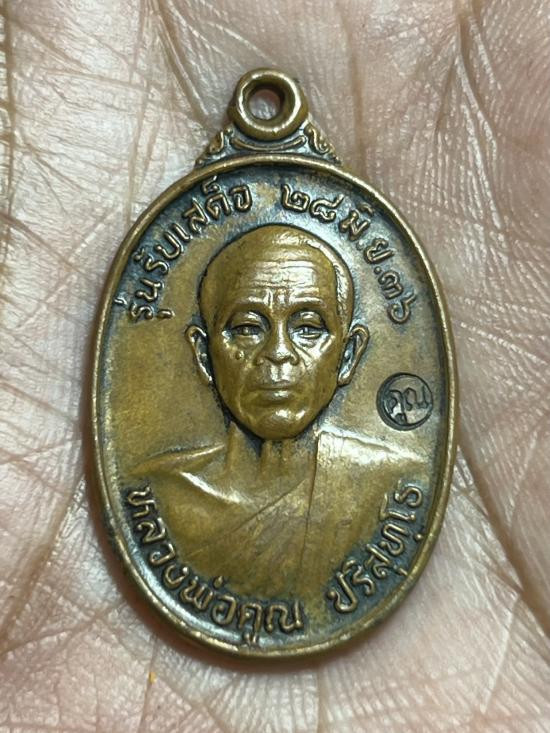 รุ่นรับเสด็จ ๒๘ มิ.ย.๓๖
คูณ
หลวงพ่อคูณ ปริสุทฺโธ